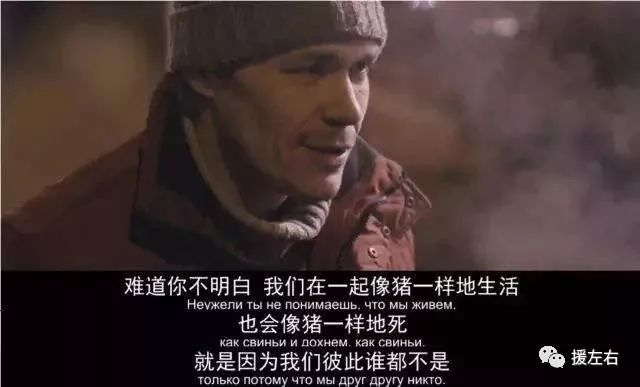 难道你不明白 我们在一起像猪一样地生活
Неужели ты не понимаешь, что мы живем,
也会像猪一样地死
как свиньи и дохнем, как свиньи,
就是因为我们彼此谁都不是
только потому что мы друг другу никто.
援左右